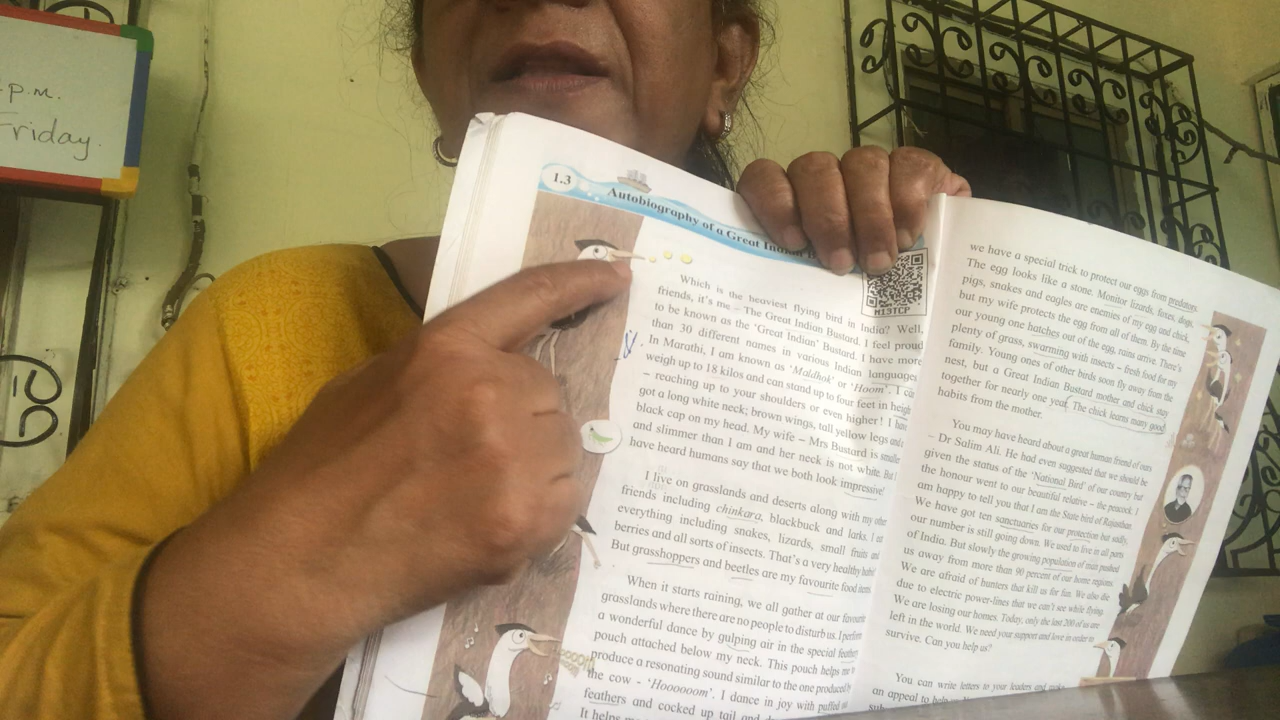 p.m.
Friday.
1.3
Autobiography of a Great Indian B
Which is the heaviest flying bird in India? Well,
friends, it's me – The Great Indian Bustard. I feel proud
to be known as the 'Great Indian' Bustard. I have more
than 30 different names in various Indian languages
In Marathi, I am known as 'Maldhok' or 'Hoom'. I can
weigh up to 18 kilos and can stand up to four feet in heigh
– reaching up to your shoulders or even higher! I have
got a long white neck; brown wings, tall yellow legs and a
black cap on my head. My wife – Mrs Bustard is smaller
and slimmer than I am and her neck is not white. But I
have heard humans say that we both look impressive!
I live on grasslands and deserts along with my other
friends including chinkara, blackbuck and larks. I eat
everything including snakes, lizards, small fruits and
berries and all sorts of insects. That's a very healthy habit
But grasshoppers and beetles are my favourite food items
When it starts raining, we all gather at our favourite
grasslands where there are no people to disturb us. I perform
a wonderful dance by gulping air in the special feathery
pouch attached below my neck. This pouch helps me to
produce a resonating sound similar to the one produced by
the cow - 'Hooooooom'. I dance in joy with puffed
feathers and cocked up tail and
It helps
H13TCP
we have a special trick to protect our eggs from predators.
The egg looks like a stone. Monitor lizards, foxes, dogs,
pigs, snakes and eagles are enemies of my egg and chick,
but my wife protects the egg from all of them. By the time
our young one hatches out of the egg, rains arrive. There's
plenty of grass, swarming with insects – fresh food for my
family. Young ones of other birds soon fly away from the
nest, but a Great Indian Bustard mother and chick stay
together for nearly one year. The chick learns many good
habits from the mother.
You may have heard about a great human friend of ours
– Dr Salim Ali. He had even suggested that we should be
given the status of the 'National Bird' of our country but
the honour went to our beautiful relative – the peacock. I
am happy to tell you that I am the State bird of Rajasthan.
We have got ten sanctuaries for our protection but sadly,
our number is still going down. We used to live in all parts
of India. But slowly the growing population of man pushed
us away from more than 90 percent of our home regions.
We are afraid of hunters that kill us for fun. We also die
due to electric power-lines that we can't see while flying.
We are losing our homes. Today, only the last 200 of us are
left in the world. We need your support and love in order to
survive. Can you help us?
You can write letters to your leaders and
an appeal to help